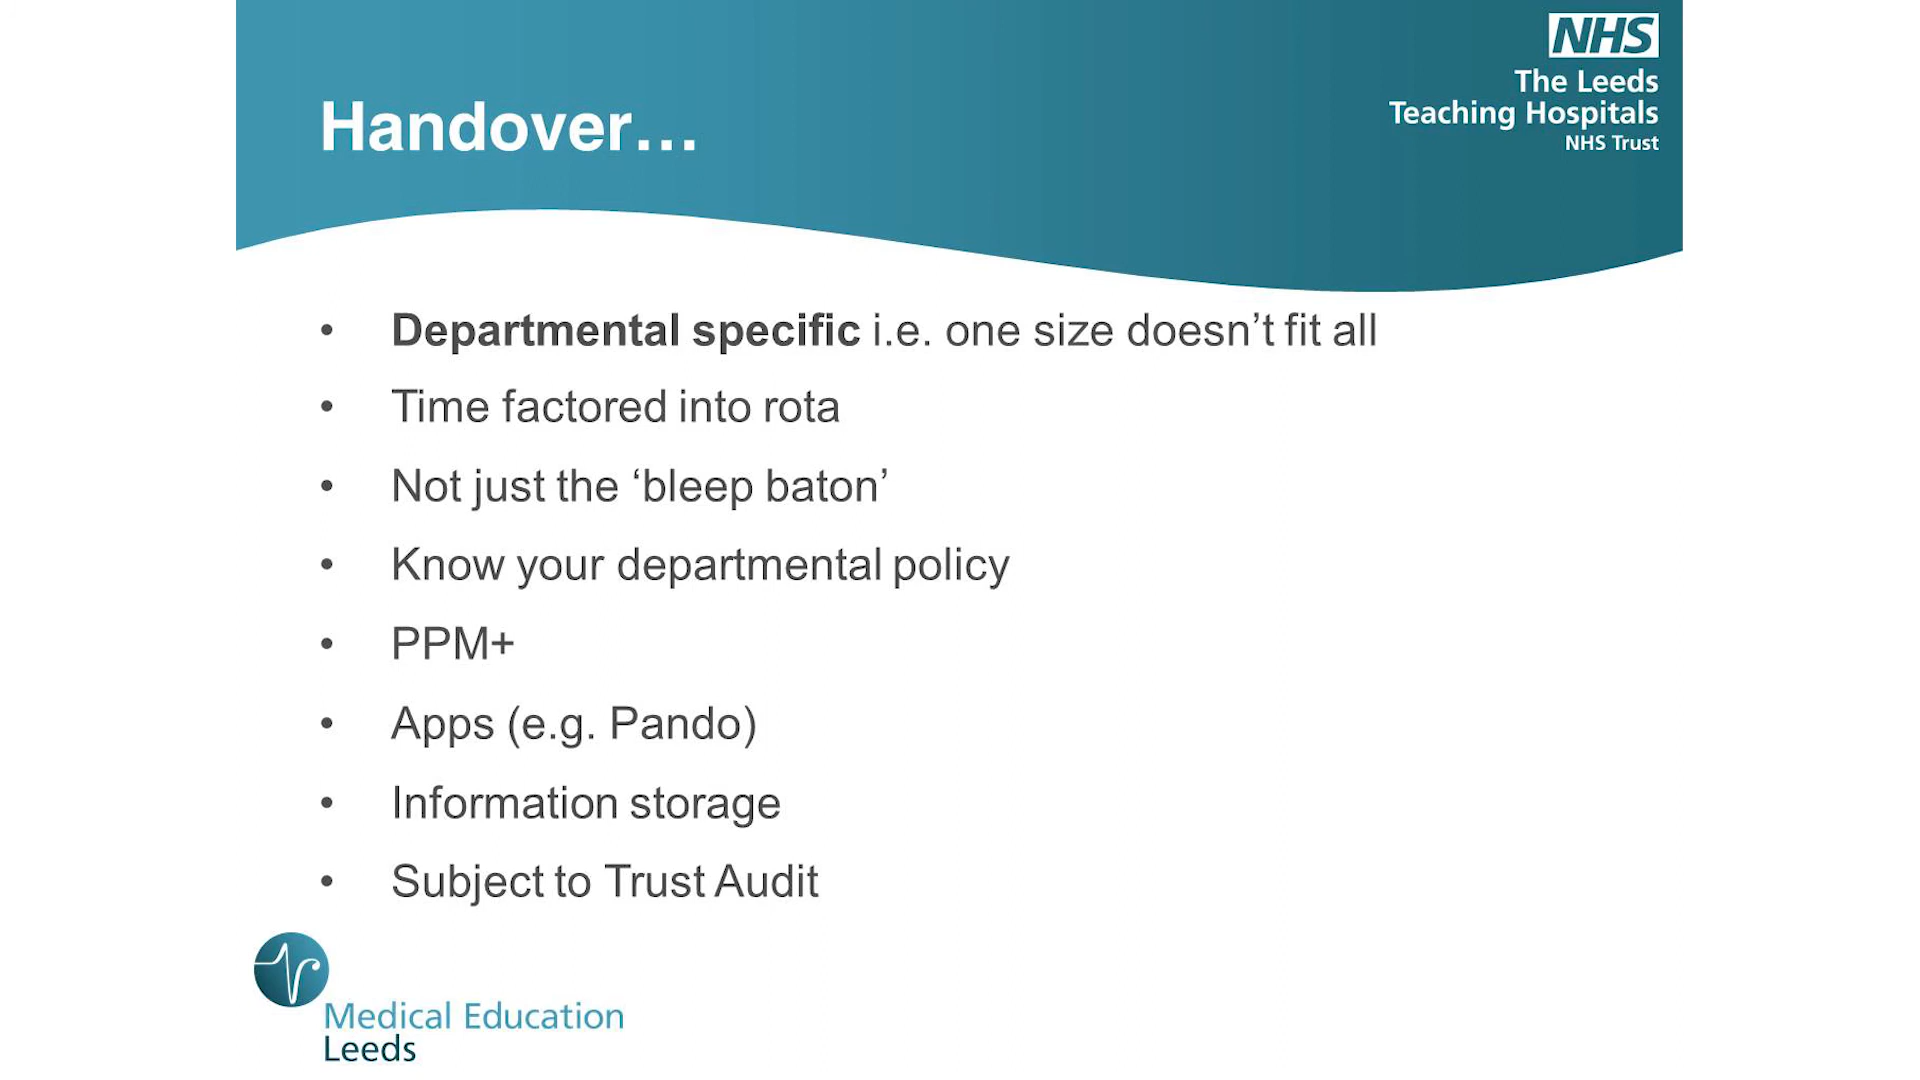 NHS
The Leeds
Teaching Hospitals
NHS Trust
Handover...
• Departmental specific i.e. one size doesn’t fit all
• Time factored into rota
• Not just the ‘bleep baton’
• Know your departmental policy
• PPM+
• Apps (e.g. Pando)
• Information storage
• Subject to Trust Audit
Medical Education
Leeds